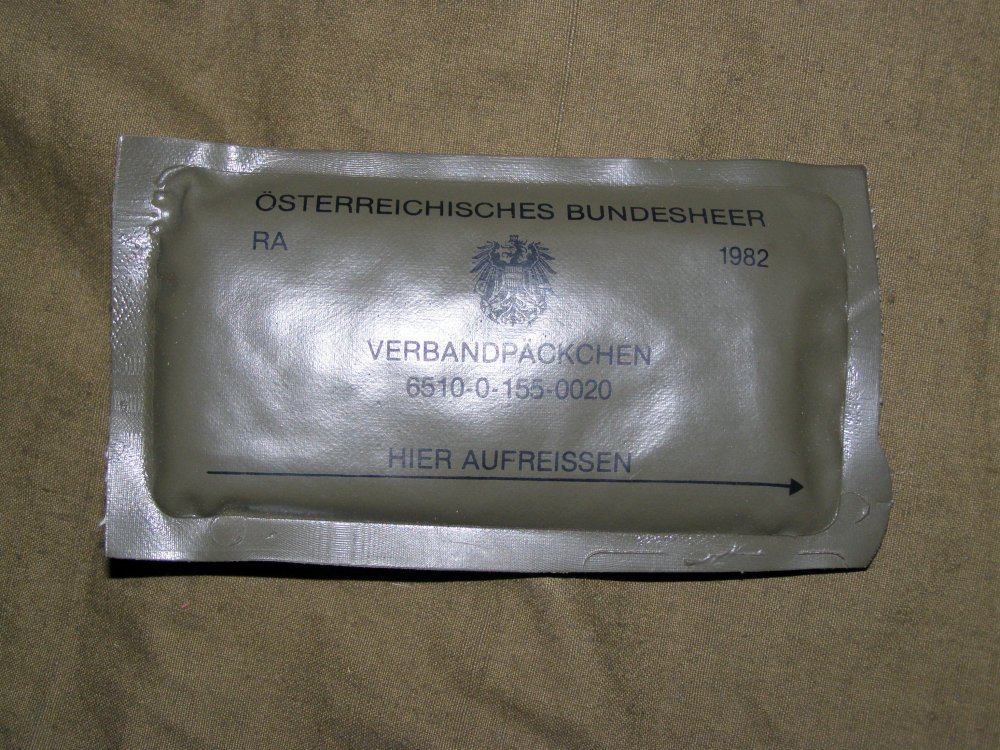 ÖSTERREICHISCHES BUNDESHEER
RA 1982
VERBANDPÄCKCHEN
6510-0-155-0020
HIER AUFREISSEN